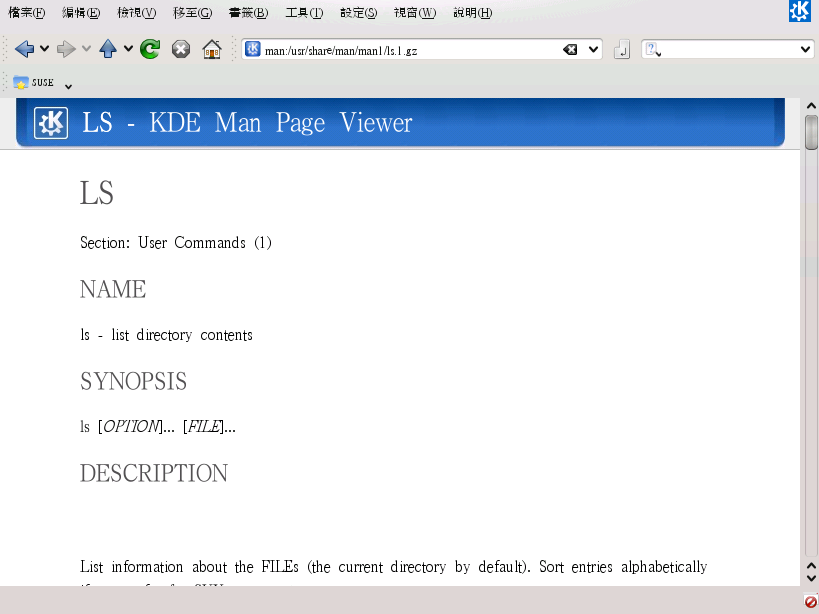 檔案(F) 編輯(E) 檢視(V) 移至(G) 書籤(B) 工具(T) 設定(S) 視窗(W) 說明(H)
man:/usr/share/man/man1/ls.1.gz
SUSE
LS - KDE Man Page Viewer
LS
Section: User Commands (1)
NAME
ls - list directory contents
SYNOPSIS
ls [OPTION]... [FILE]...
DESCRIPTION
List information about the FILEs (the current directory by default). Sort entries alphabetically